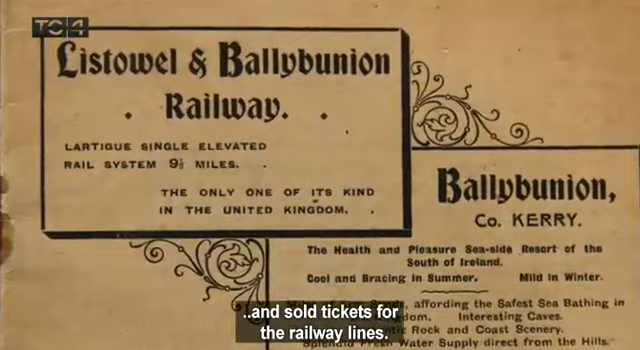 TG4
Listowel & Ballybunion
Railway.
LARTIGUE SINGLE ELEVATED
RAIL SYSTEM 9½ MILES.
THE ONLY ONE OF ITS KIND
IN THE UNITED KINGDOM.
Ballybunion,
Co. KERRY.
The Health and Pleasure Sea-side Resort of the
South of Ireland.
Cool and Bracing in Summer. Mild in Winter.
affording the Safest Sea Bathing in
Interesting Caves.
Rock and Coast Scenery.
Splendid Fresh Water Supply direct from the Hills.
..and sold tickets for
the railway lines.